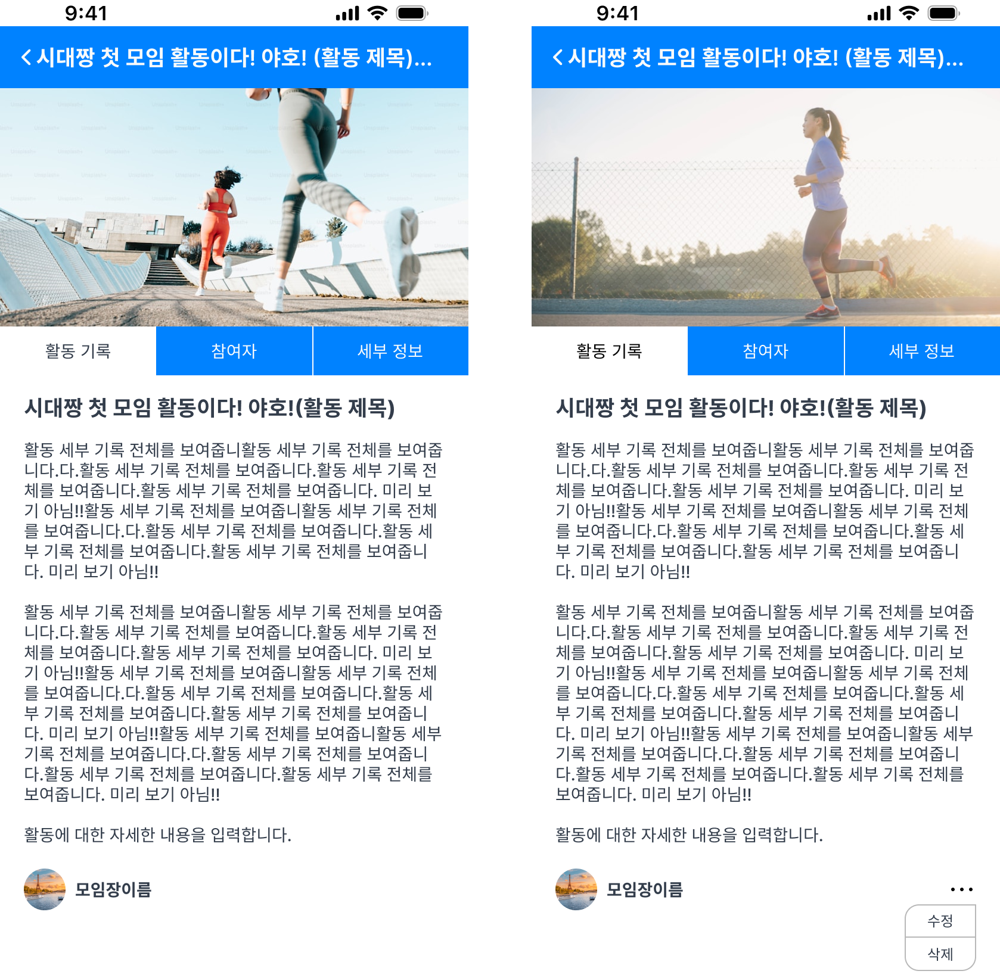 9:41
시대짱 첫 모임 활동이다! 야호! (활동 제목)...
Unsplash+
활동 기록
참여자
세부 정보
시대짱 첫 모임 활동이다! 야호!(활동 제목)
활동 세부 기록 전체를 보여줍니활동 세부 기록 전체를 보여줍
니다.다.활동 세부 기록 전체를 보여줍니다.활동 세부 기록 전
체를 보여줍니다.활동 세부 기록 전체를 보여줍니다. 미리 보
기 아님!!활동 세부 기록 전체를 보여줍니활동 세부 기록 전체
를 보여줍니다.다.활동 세부 기록 전체를 보여줍니다.활동 세
부 기록 전체를 보여줍니다.활동 세부 기록 전체를 보여줍니
다. 미리 보기 아님!!
활동 세부 기록 전체를 보여줍니활동 세부 기록 전체를 보여줍
니다.다.활동 세부 기록 전체를 보여줍니다.활동 세부 기록 전
체를 보여줍니다.활동 세부 기록 전체를 보여줍니다. 미리 보
기 아님!!활동 세부 기록 전체를 보여줍니활동 세부 기록 전체
를 보여줍니다.다.활동 세부 기록 전체를 보여줍니다.활동 세
부 기록 전체를 보여줍니다.활동 세부 기록 전체를 보여줍니
다. 미리 보기 아님!!활동 세부 기록 전체를 보여줍니활동 세부
기록 전체를 보여줍니다.다.활동 세부 기록 전체를 보여줍니
다.활동 세부 기록 전체를 보여줍니다.활동 세부 기록 전체를
보여줍니다. 미리 보기 아님!!
활동에 대한 자세한 내용을 입력합니다.
모임장이름
9:41
시대짱 첫 모임 활동이다! 야호! (활동 제목)...
활동 기록
참여자
세부 정보
시대짱 첫 모임 활동이다! 야호!(활동 제목)
활동 세부 기록 전체를 보여줍니활동 세부 기록 전체를 보여줍
니다.다.활동 세부 기록 전체를 보여줍니다.활동 세부 기록 전
체를 보여줍니다.활동 세부 기록 전체를 보여줍니다. 미리 보
기 아님!!활동 세부 기록 전체를 보여줍니활동 세부 기록 전체
를 보여줍니다.다.활동 세부 기록 전체를 보여줍니다.활동 세
부 기록 전체를 보여줍니다.활동 세부 기록 전체를 보여줍니
다. 미리 보기 아님!!
활동 세부 기록 전체를 보여줍니활동 세부 기록 전체를 보여줍
니다.다.활동 세부 기록 전체를 보여줍니다.활동 세부 기록 전
체를 보여줍니다.활동 세부 기록 전체를 보여줍니다. 미리 보
기 아님!!활동 세부 기록 전체를 보여줍니활동 세부 기록 전체
를 보여줍니다.다.활동 세부 기록 전체를 보여줍니다.활동 세
부 기록 전체를 보여줍니다.활동 세부 기록 전체를 보여줍니
다. 미리 보기 아님!!활동 세부 기록 전체를 보여줍니활동 세부
기록 전체를 보여줍니다.다.활동 세부 기록 전체를 보여줍니
다.활동 세부 기록 전체를 보여줍니다.활동 세부 기록 전체를
보여줍니다. 미리 보기 아님!!
활동에 대한 자세한 내용을 입력합니다.
모임장이름
수정
삭제